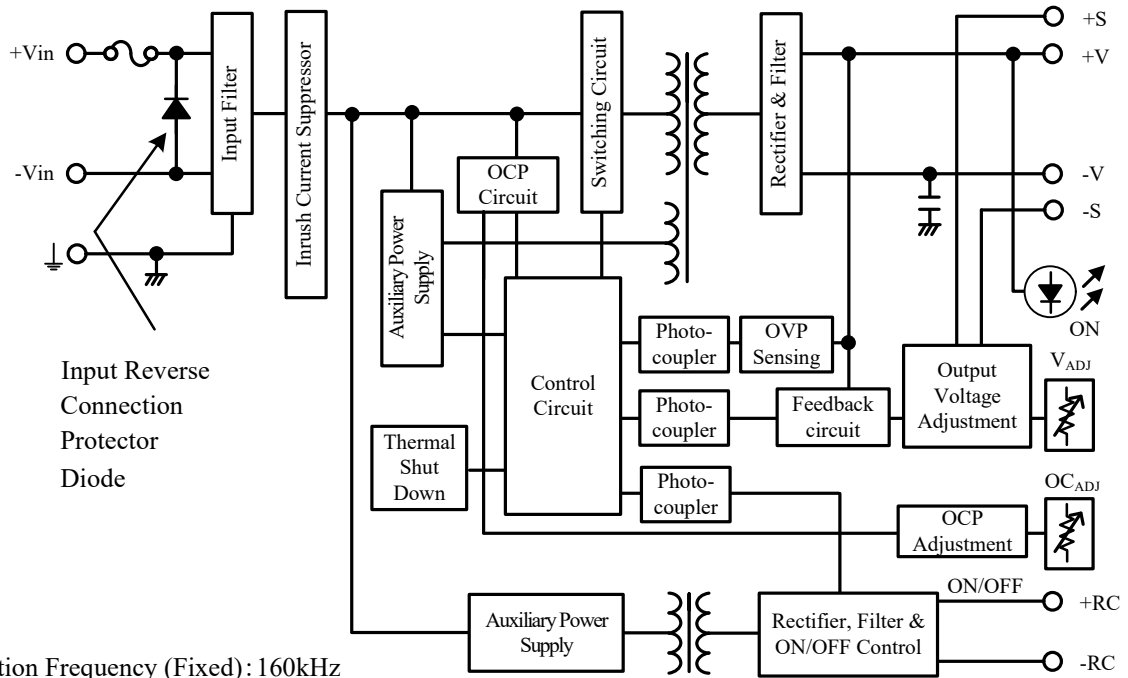 +Vin
-Vin
Input Filter
Inrush Current Suppressor
Switching Circuit
Rectifier & Filter
+S
+V
-V
-S
OCP
Circuit
Auxiliary Power
Supply
ON
Input Reverse
Connection
Protector
Diode
Control
Circuit
Photo-
coupler
OVP
Sensing
Photo-
coupler
Feedback
circuit
Output
Voltage
Adjustment
VADJ
Thermal
Shut
Down
Photo-
coupler
OCADJ
OCP
Adjustment
ON/OFF
+RC
-RC
Auxiliary Power
Supply
Rectifier, Filter &
ON/OFF Control
tion Frequency (Fixed): 160kHz